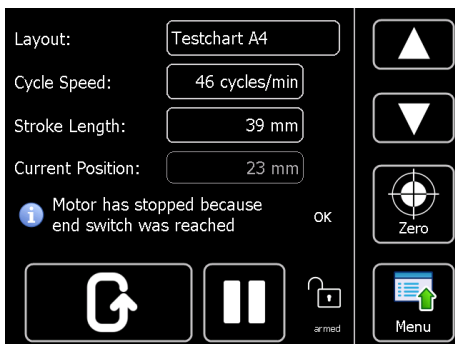 Layout: Testchart A4
Cycle Speed: 46 cycles/min
Stroke Length: 39 mm
Current Position: 23 mm
Motor has stopped because
end switch was reached
OK
Zero
armed
Menu